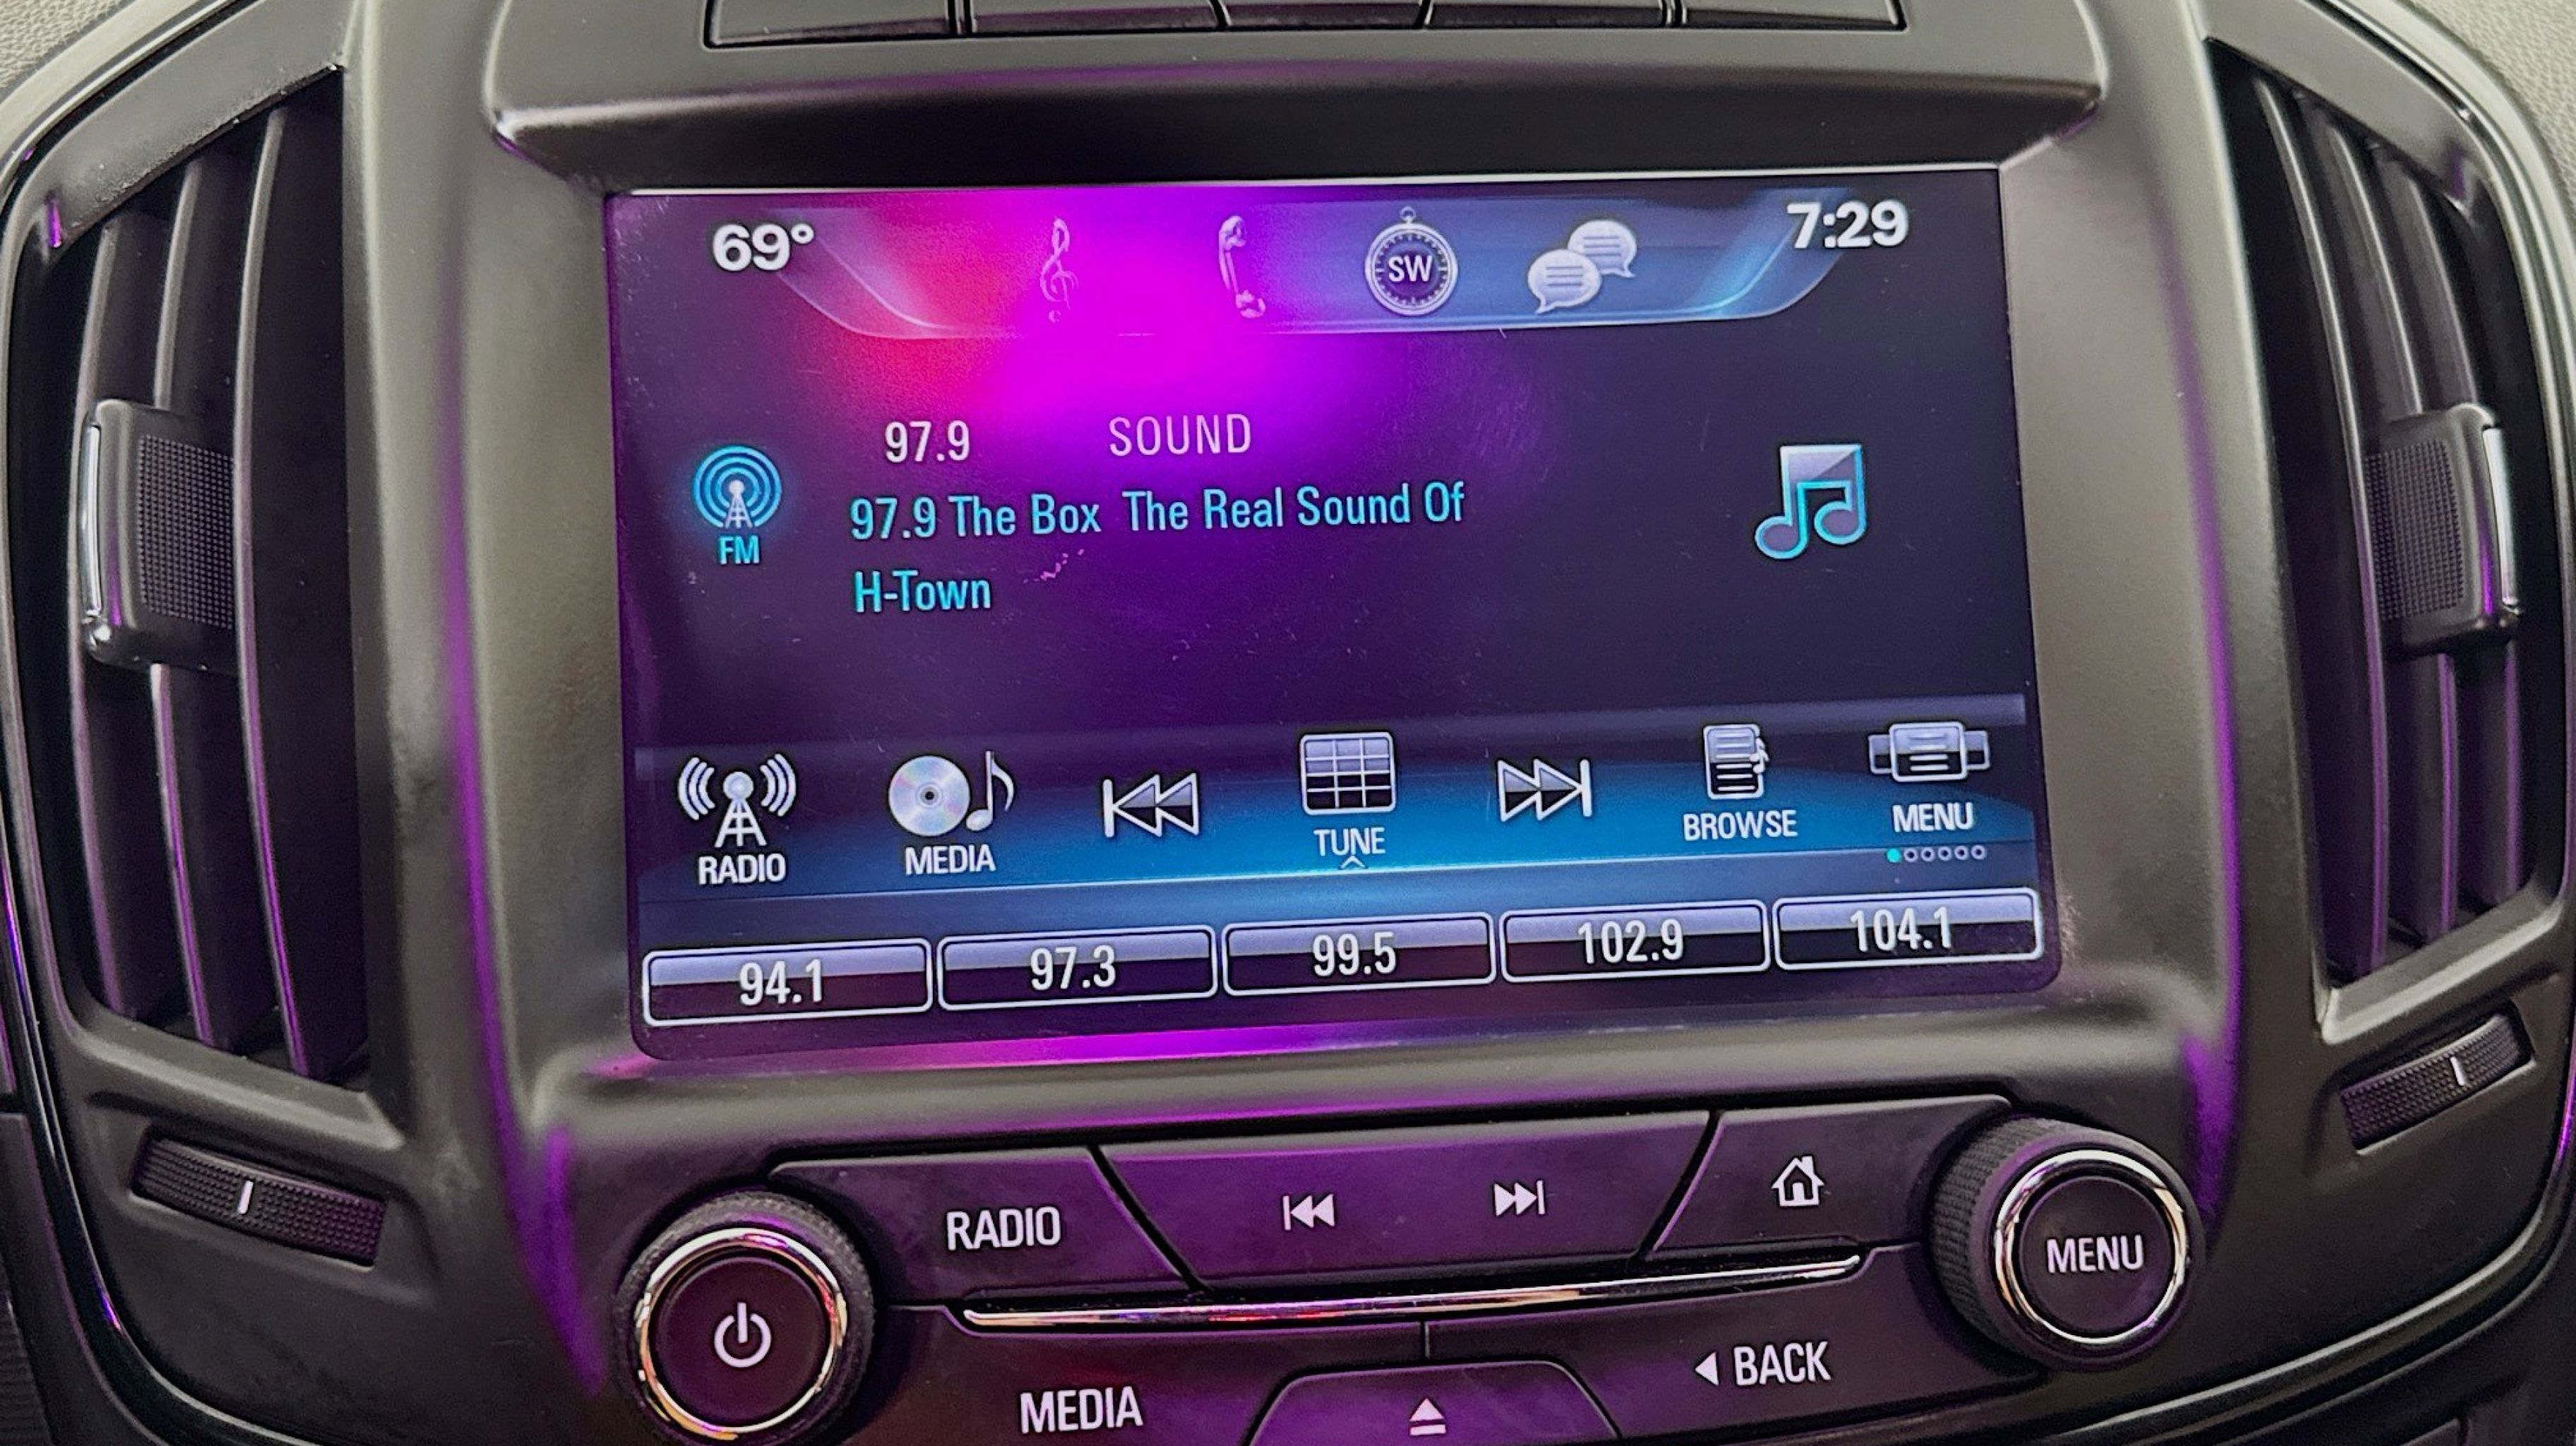 69° SW 7:29
97.9 SOUND
97.9 The Box The Real Sound Of
H-Town
FM
RADIO MEDIA TUNE BROWSE MENU
94.1 97.3 99.5 102.9 104.1
RADIO
MENU
MEDIA
BACK